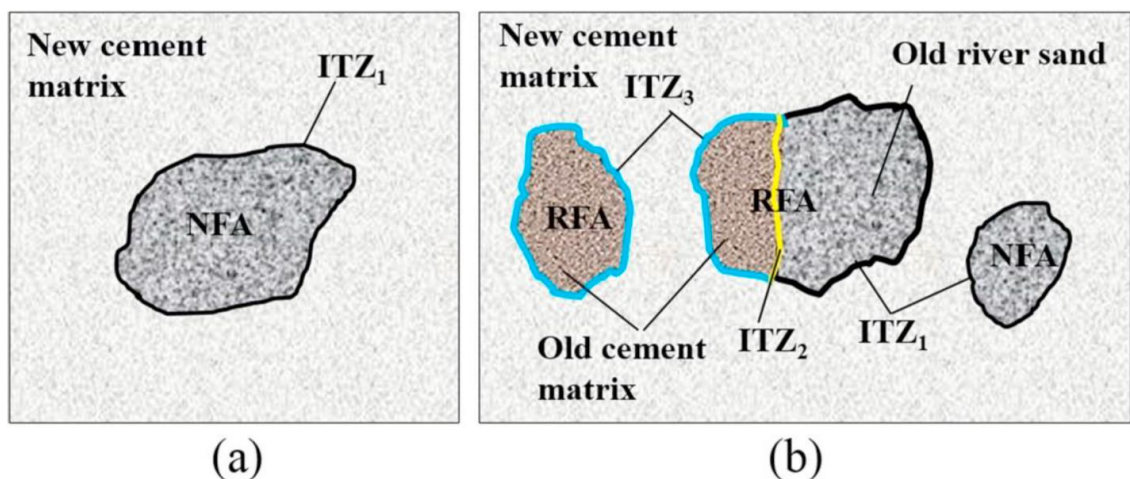 New cement
matrix
ITZ₁
NFA
(a)
New cement
matrix
ITZ₃
Old river sand
RFA
RFA
NFA
Old cement
matrix
ITZ₂
ITZ₁
(b)